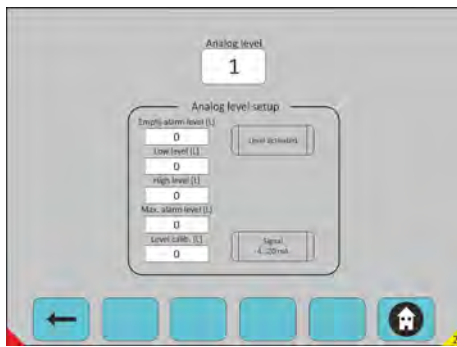 Analog level
1
Analog level setup
Empty alarm level (L)
0
Level activated
Low level (L)
0
High level (L)
0
Max. alarm level (L)
0
Level calib. (L)
0
Signal
4...20mA
2